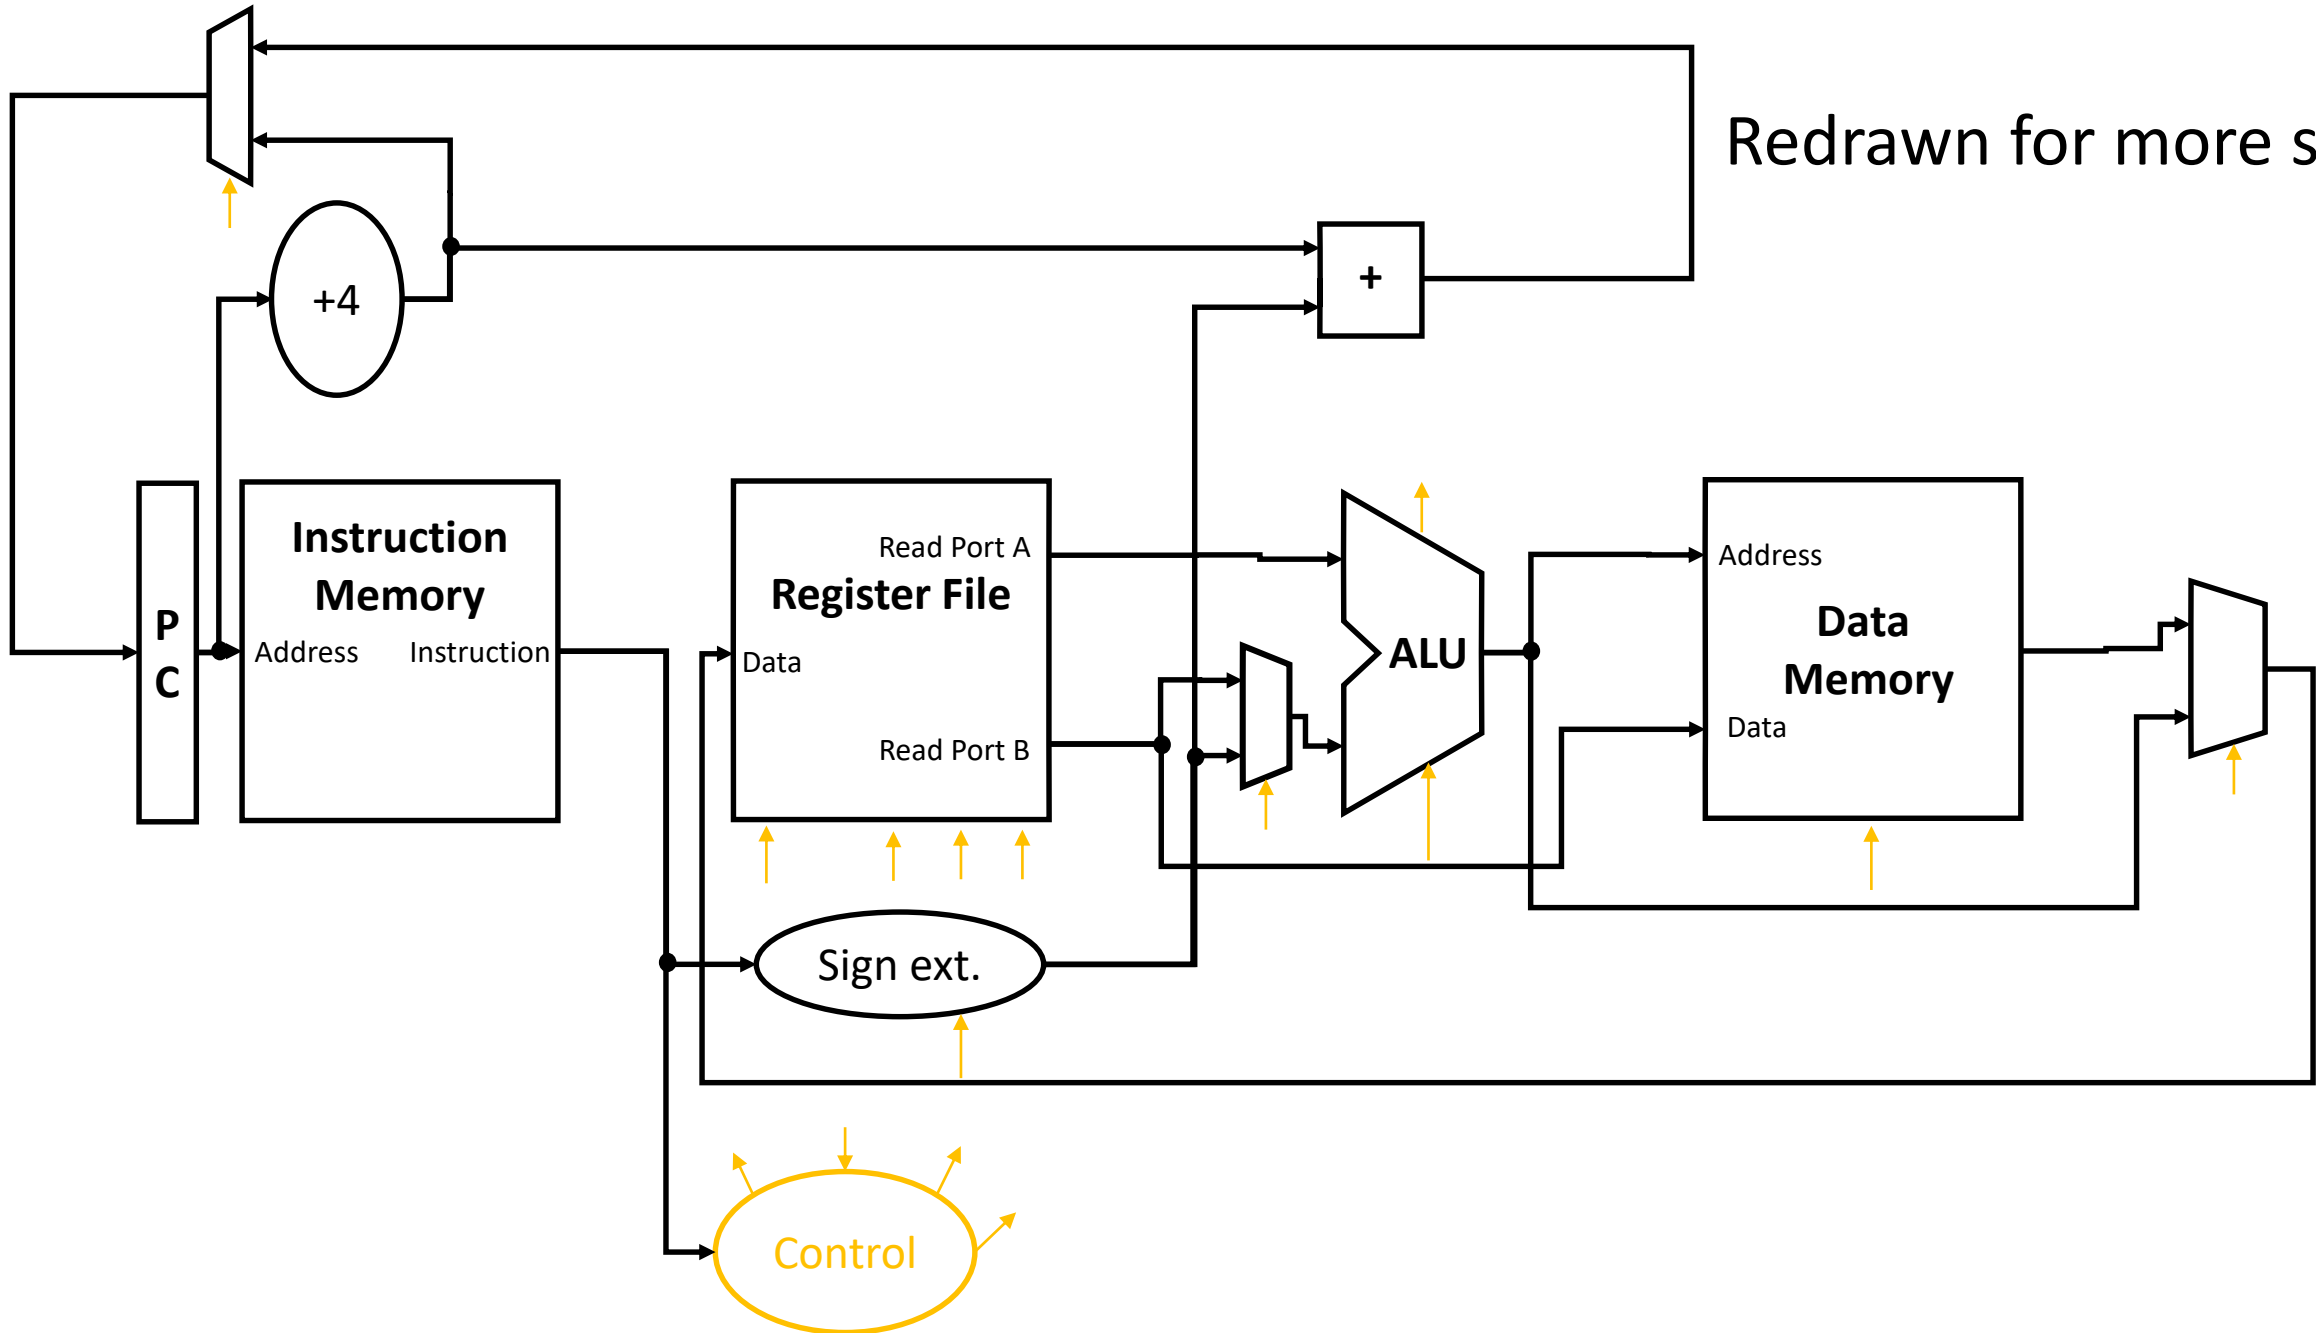 Redrawn for more s
+4
+
Instruction
Memory
Address
Instruction
P
C
Read Port A
Register File
Data
Read Port B
ALU
Address
Data
Memory
Data
Sign ext.
Control